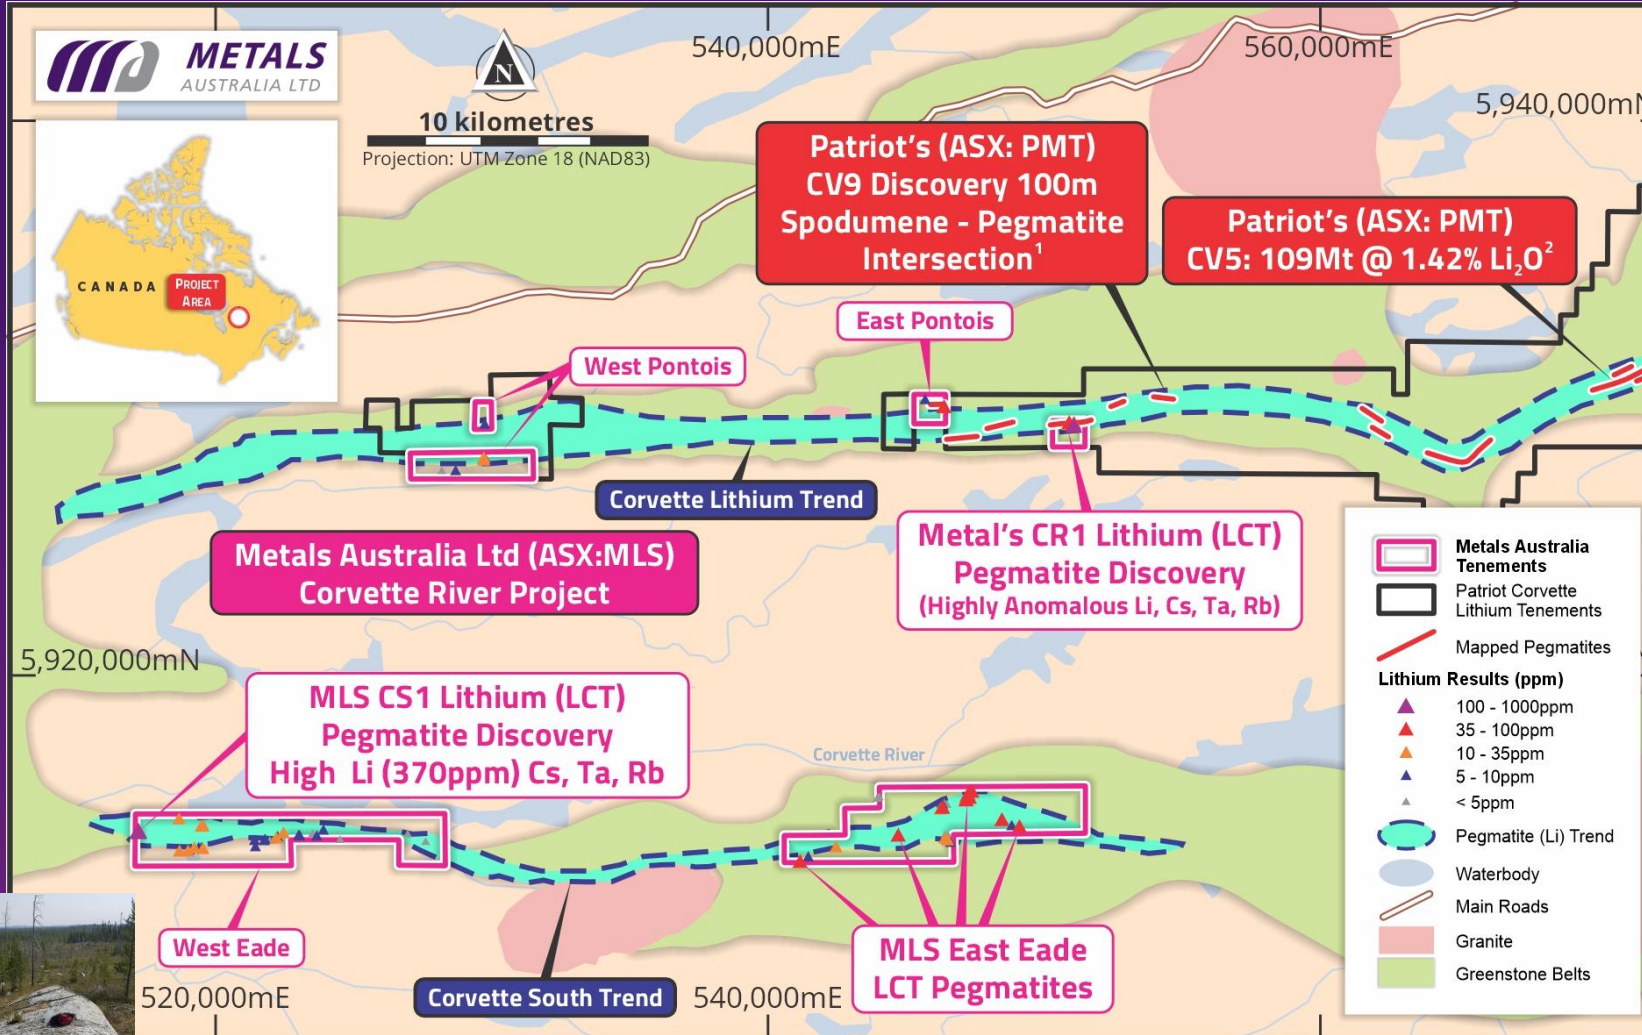 METALS
AUSTRALIA LTD
N
10 kilometres
Projection: UTM Zone 18 (NAD83)
540,000mE
560,000mE
5,940,000mN
CANADA
PROJECT
AREA
Patriot's (ASX: PMT)
CV9 Discovery 100m
Spodumene - Pegmatite
Intersection¹
Patriot's (ASX: PMT)
CV5: 109Mt @ 1.42% Li₂O²
East Pontois
West Pontois
Corvette Lithium Trend
Metals Australia Ltd (ASX:MLS)
Corvette River Project
Metal's CR1 Lithium (LCT)
Pegmatite Discovery
(Highly Anomalous Li, Cs, Ta, Rb)
5,920,000mN
MLS CS1 Lithium (LCT)
Pegmatite Discovery
High Li (370ppm) Cs, Ta, Rb
Corvette River
West Eade
Corvette South Trend
MLS East Eade
LCT Pegmatites
520,000mE
540,000mE
Metals Australia
Tenements
Patriot Corvette
Lithium Tenements
Mapped Pegmatites
Lithium Results (ppm)
100 - 1000ppm
35 - 100ppm
10 - 35ppm
5 - 10ppm
< 5ppm
Pegmatite (Li) Trend
Waterbody
Main Roads
Granite
Greenstone Belts